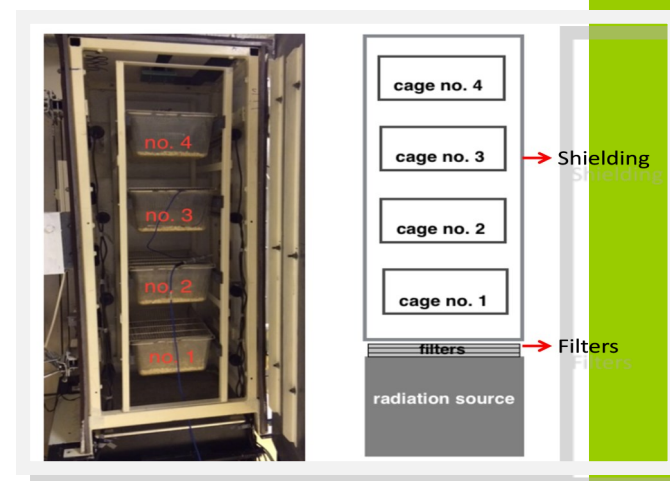 no. 4
no. 3
no. 2
no. 1
cage no. 4
cage no. 3
cage no. 2
cage no. 1
filters
radiation source
Shielding
Filters